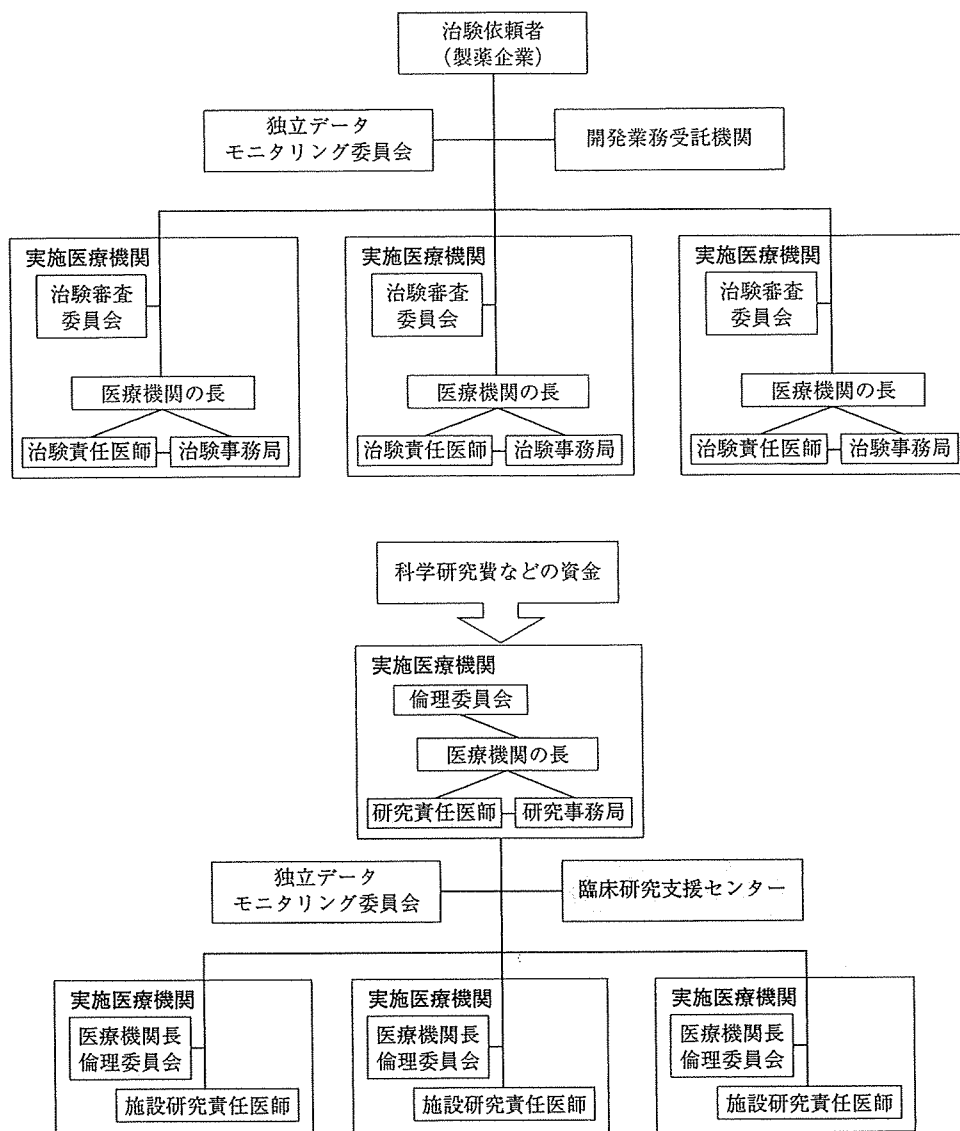 治験依頼者
（製薬企業）
独立データ
モニタリング委員会
開発業務受託機関
実施医療機関
治験審査
委員会
医療機関の長
治験責任医師
治験事務局
実施医療機関
治験審査
委員会
医療機関の長
治験責任医師
治験事務局
実施医療機関
治験審査
委員会
医療機関の長
治験責任医師
治験事務局
科学研究費などの資金
実施医療機関
倫理委員会
医療機関の長
研究責任医師
研究事務局
独立データ
モニタリング委員会
臨床研究支援センター
実施医療機関
医療機関長
倫理委員会
施設研究責任医師
実施医療機関
医療機関長
倫理委員会
施設研究責任医師
実施医療機関
医療機関長
倫理委員会
施設研究責任医師